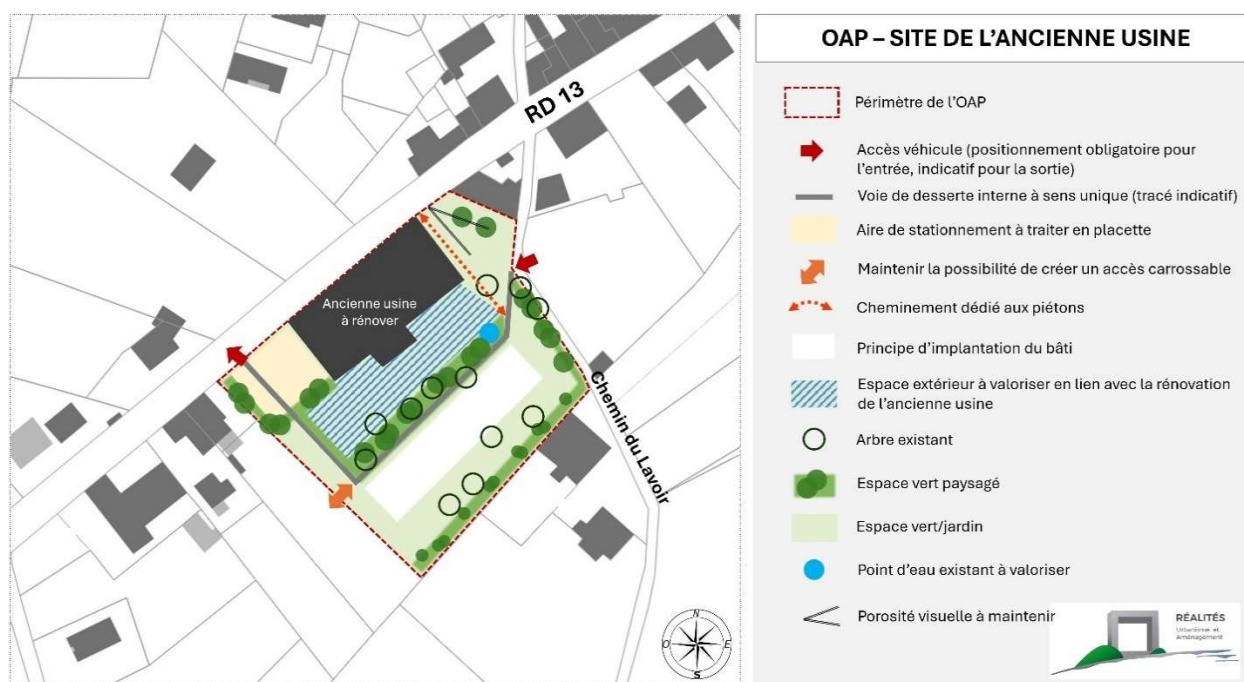 RD 13
Ancienne usine
à rénover
Chemin du Lavoir
N
O
E
S
OAP – SITE DE L'ANCIENNE USINE
Périmètre de l'OAP
Accès véhicule (positionnement obligatoire pour
l'entrée, indicatif pour la sortie)
Voie de desserte interne à sens unique (tracé indicatif)
Aire de stationnement à traiter en placette
Maintenir la possibilité de créer un accès carrossable
Cheminement dédié aux piétons
Principe d'implantation du bâti
Espace extérieur à valoriser en lien avec la rénovation
de l'ancienne usine
Arbre existant
Espace vert paysagé
Espace vert/jardin
Point d'eau existant à valoriser
Porosité visuelle à maintenir
RÉALITÉS
Urbanisme et
Aménagement